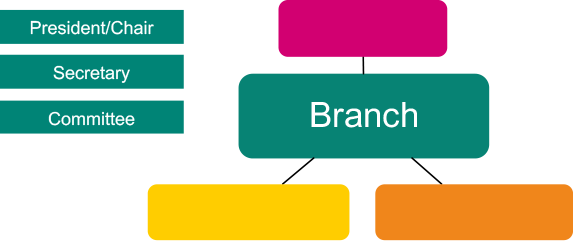 President/Chair
Secretary
Committee
Branch